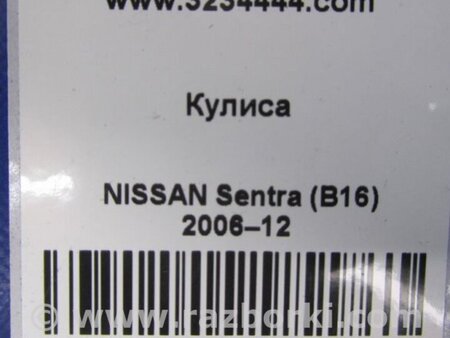 www.3234444.com
Кулиса
NISSAN Sentra (B16)
2006–12
© www.razborki.com